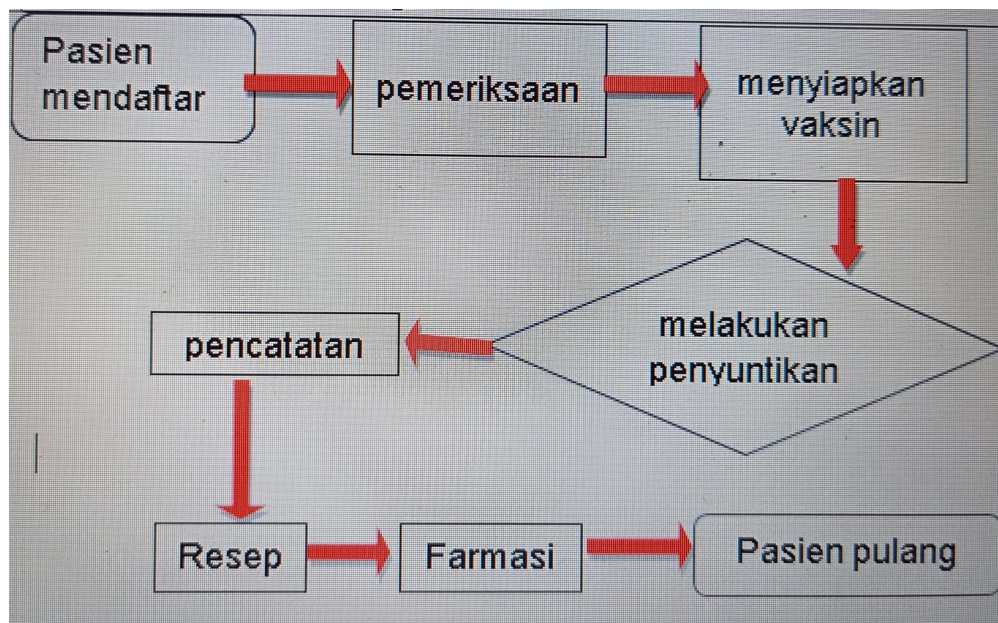 Pasien
mendaftar
pemeriksaan
menyiapkan
vaksin
melakukan
penyuntikan
pencatatan
Resep
Farmasi
Pasien pulang